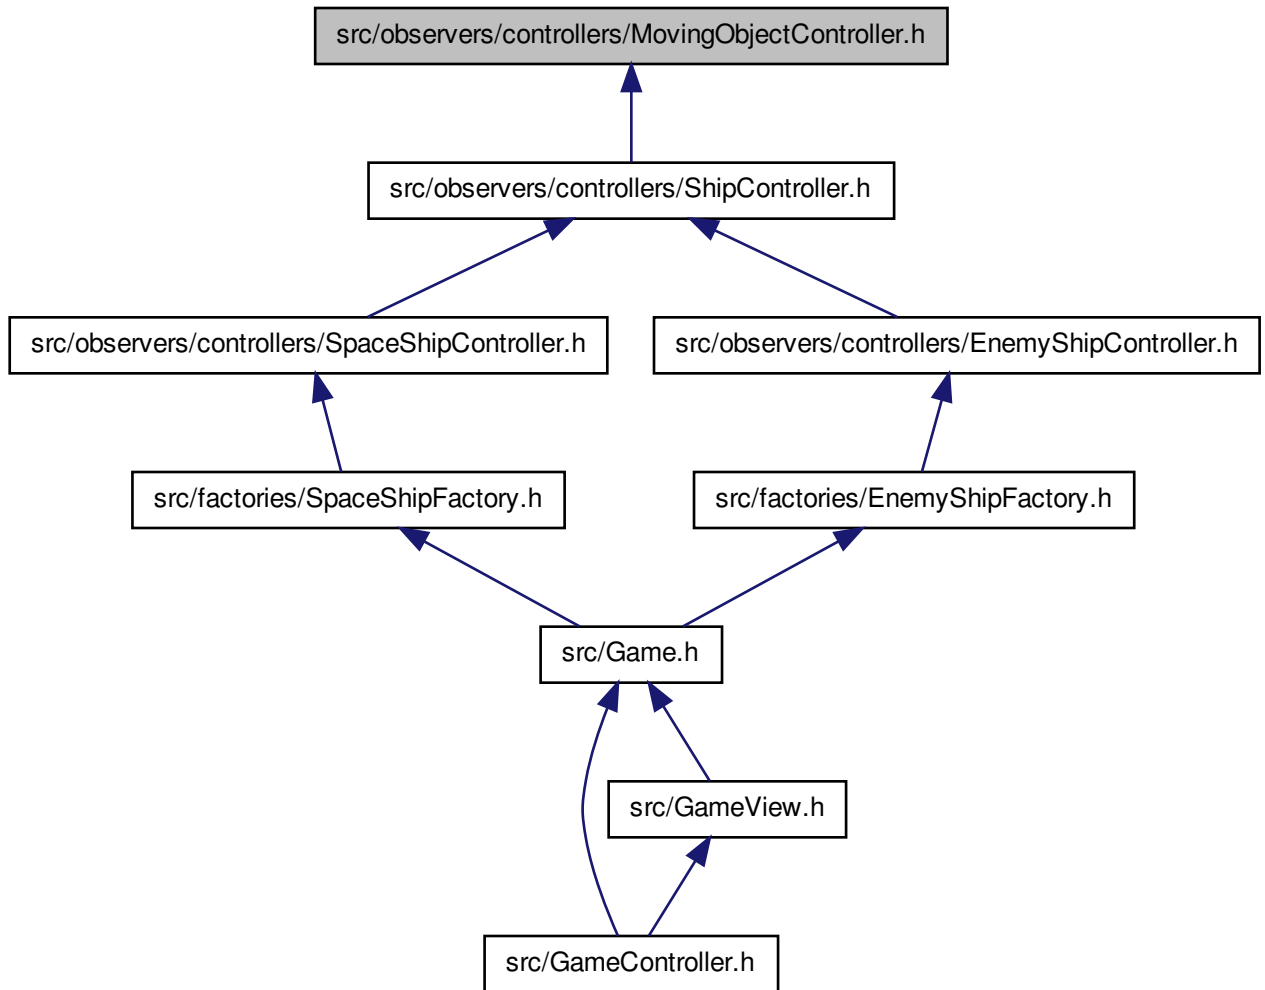 src/observers/controllers/MovingObjectController.h
src/observers/controllers/ShipController.h
src/observers/controllers/SpaceShipController.h
src/observers/controllers/EnemyShipController.h
src/factories/SpaceShipFactory.h
src/factories/EnemyShipFactory.h
src/Game.h
src/GameView.h
src/GameController.h